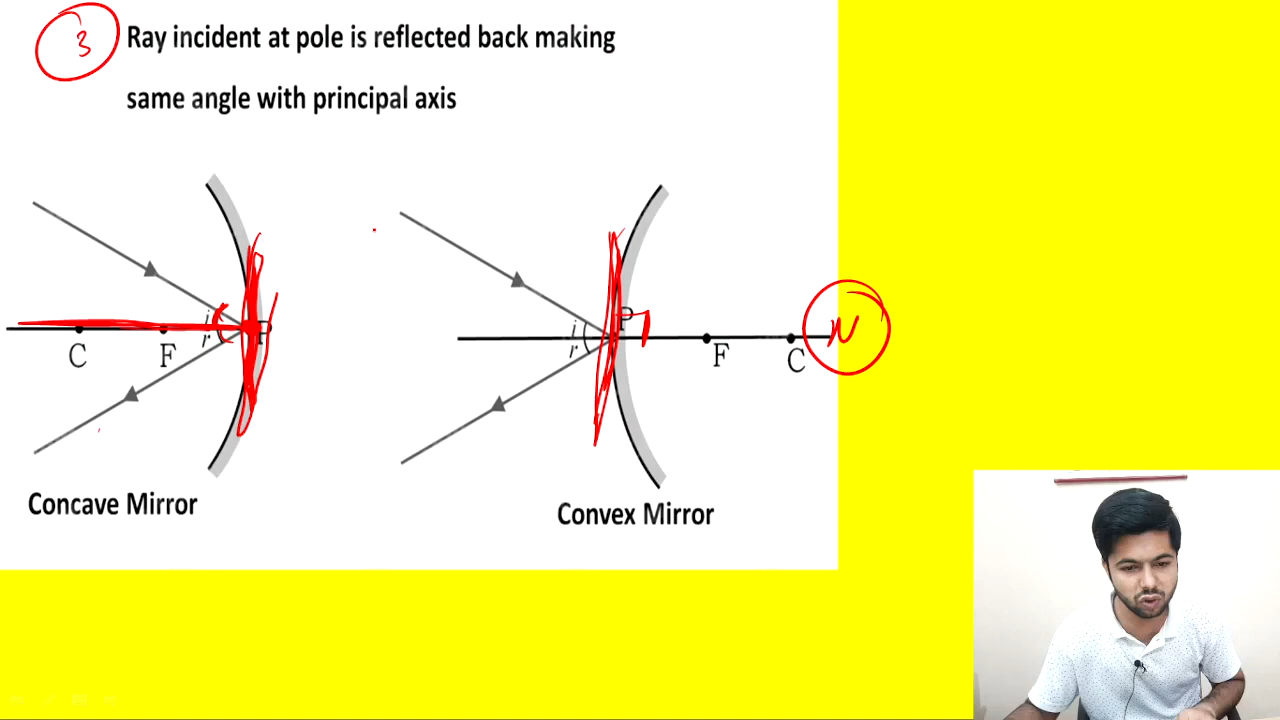 3
Ray incident at pole is reflected back making
same angle with principal axis
i
r
C
F
P
Concave Mirror
i
r
P
F
C
N
Convex Mirror